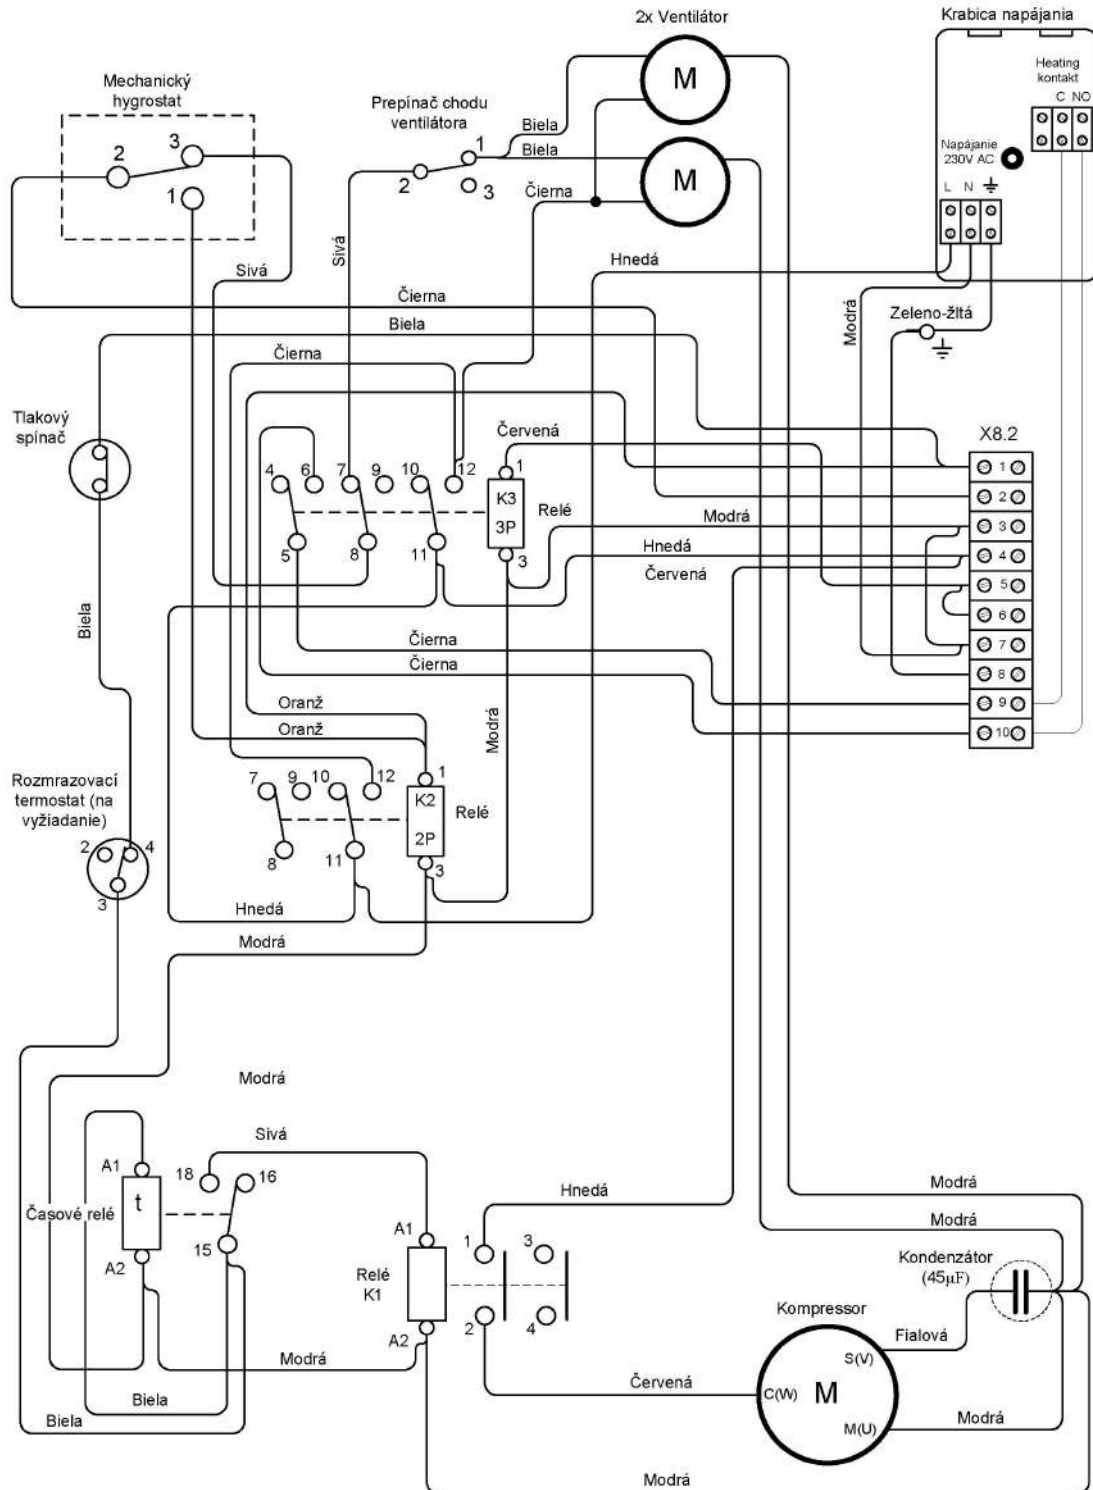 2x Ventilátor
Krabica napájania
M
Heating
kontakt
C NO
Mechanický
hygrostat
Prepínač chodu
ventilátora
Biela
Biela
Napájanie
230V AC
L N
2
3
1
1
2
3
M
Čierna
Sivá
Sivá
Hnedá
Čierna
Biela
Modrá
Zeleno-žltá
Čierna
Tlakový
spínač
Červená
X8.2
4
6
7
9
10
12
1
K3
3P
3
Relé
5
8
11
Modrá
Hnedá
Červená
1
2
3
4
5
6
7
8
9
10
Biela
Čierna
Čierna
Oranž
Oranž
Modrá
Rozmrazovací
termostat (na
vyžiadanie)
2
4
3
7
9
10
12
1
K2
2P
3
Relé
8
11
Hnedá
Modrá
Modrá
Sivá
A1
t
Časové relé
A2
18
16
15
Hnedá
A1
Relé
K1
A2
1
3
2
4
Modrá
Modrá
Kondenzátor
(45µF)
Kompressor
Fialová
S(V)
C(W)
M
M(U)
Modrá
Červená
Modrá
Biela
Biela
Modrá